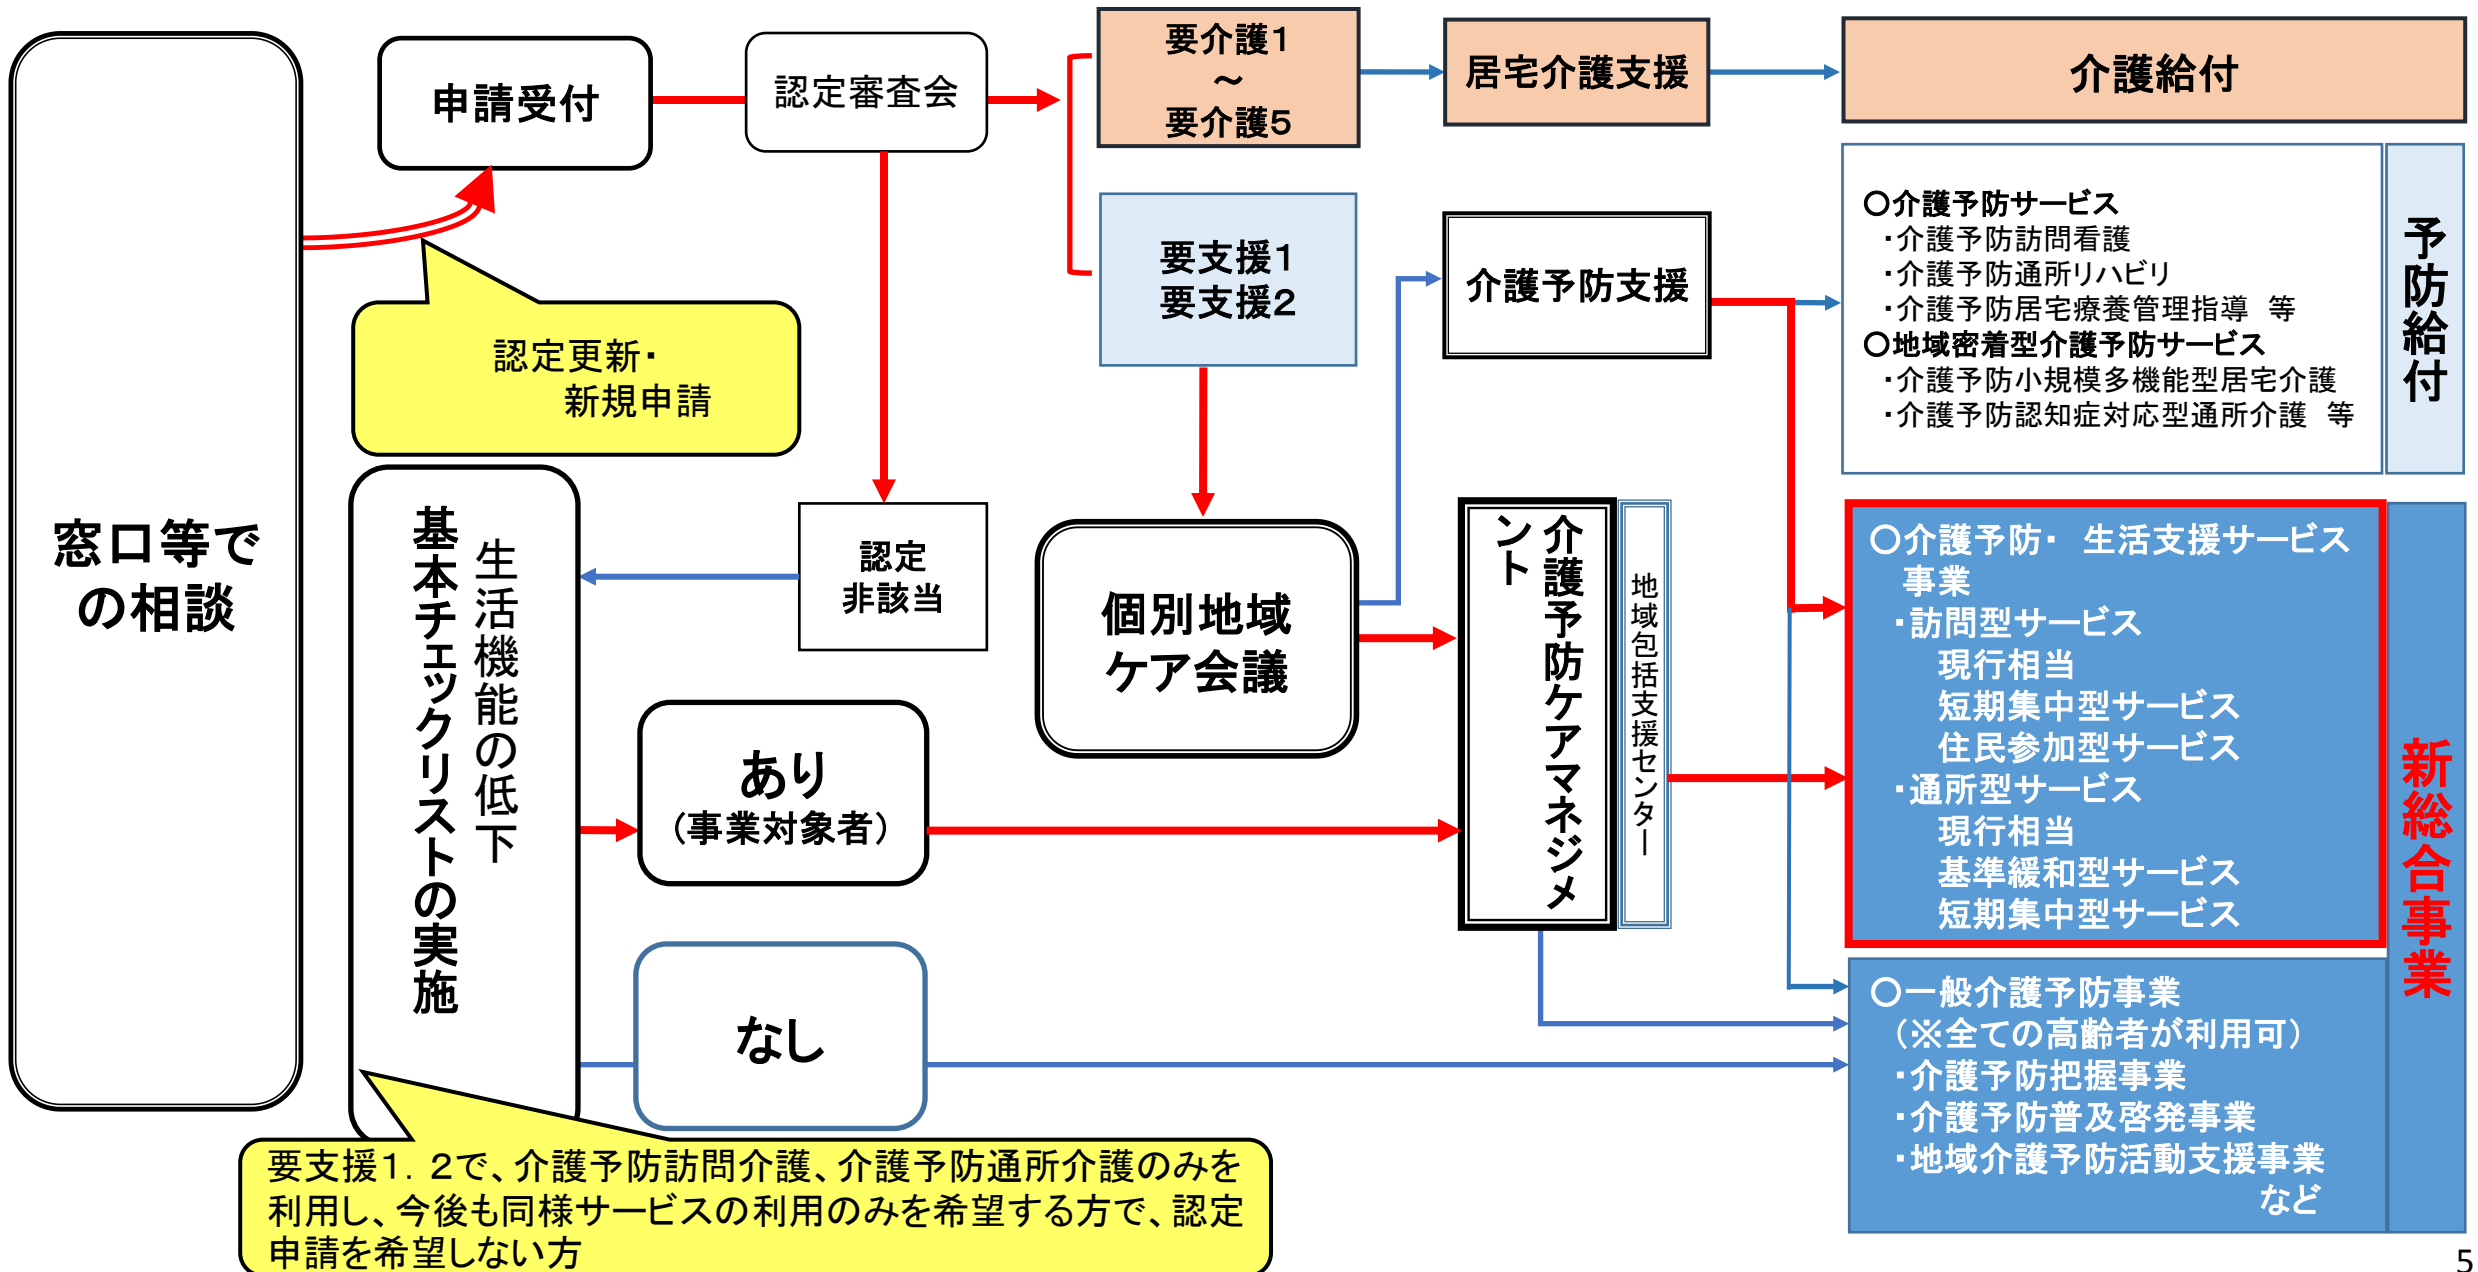 窓口等で
の相談
申請受付
認定審査会
要介護1
～
要介護5
居宅介護支援
介護給付
認定更新・
新規申請
要支援1
要支援2
介護予防支援
○介護予防サービス
・介護予防訪問看護
・介護予防通所リハビリ
・介護予防居宅療養管理指導　等
○地域密着型介護予防サービス
・介護予防小規模多機能型居宅介護
・介護予防認知症対応型通所介護　等
予防給付
生活機能の低下
基本チェックリストの実施
認定
非該当
個別地域
ケア会議
あり
（事業対象者）
なし
介護予防ケアマネジメ
ント
地域包括支援センター
○介護予防・ 生活支援サービス
事業
・訪問型サービス
現行相当
短期集中型サービス
住民参加型サービス
・通所型サービス
現行相当
基準緩和型サービス
短期集中型サービス
○一般介護予防事業
（※全ての高齢者が利用可）
・介護予防把握事業
・介護予防普及啓発事業
・地域介護予防活動支援事業
など
新総合事業
要支援1．2で、介護予防訪問介護、介護予防通所介護のみを
利用し、今後も同様サービスの利用のみを希望する方で、認定
申請を希望しない方
5